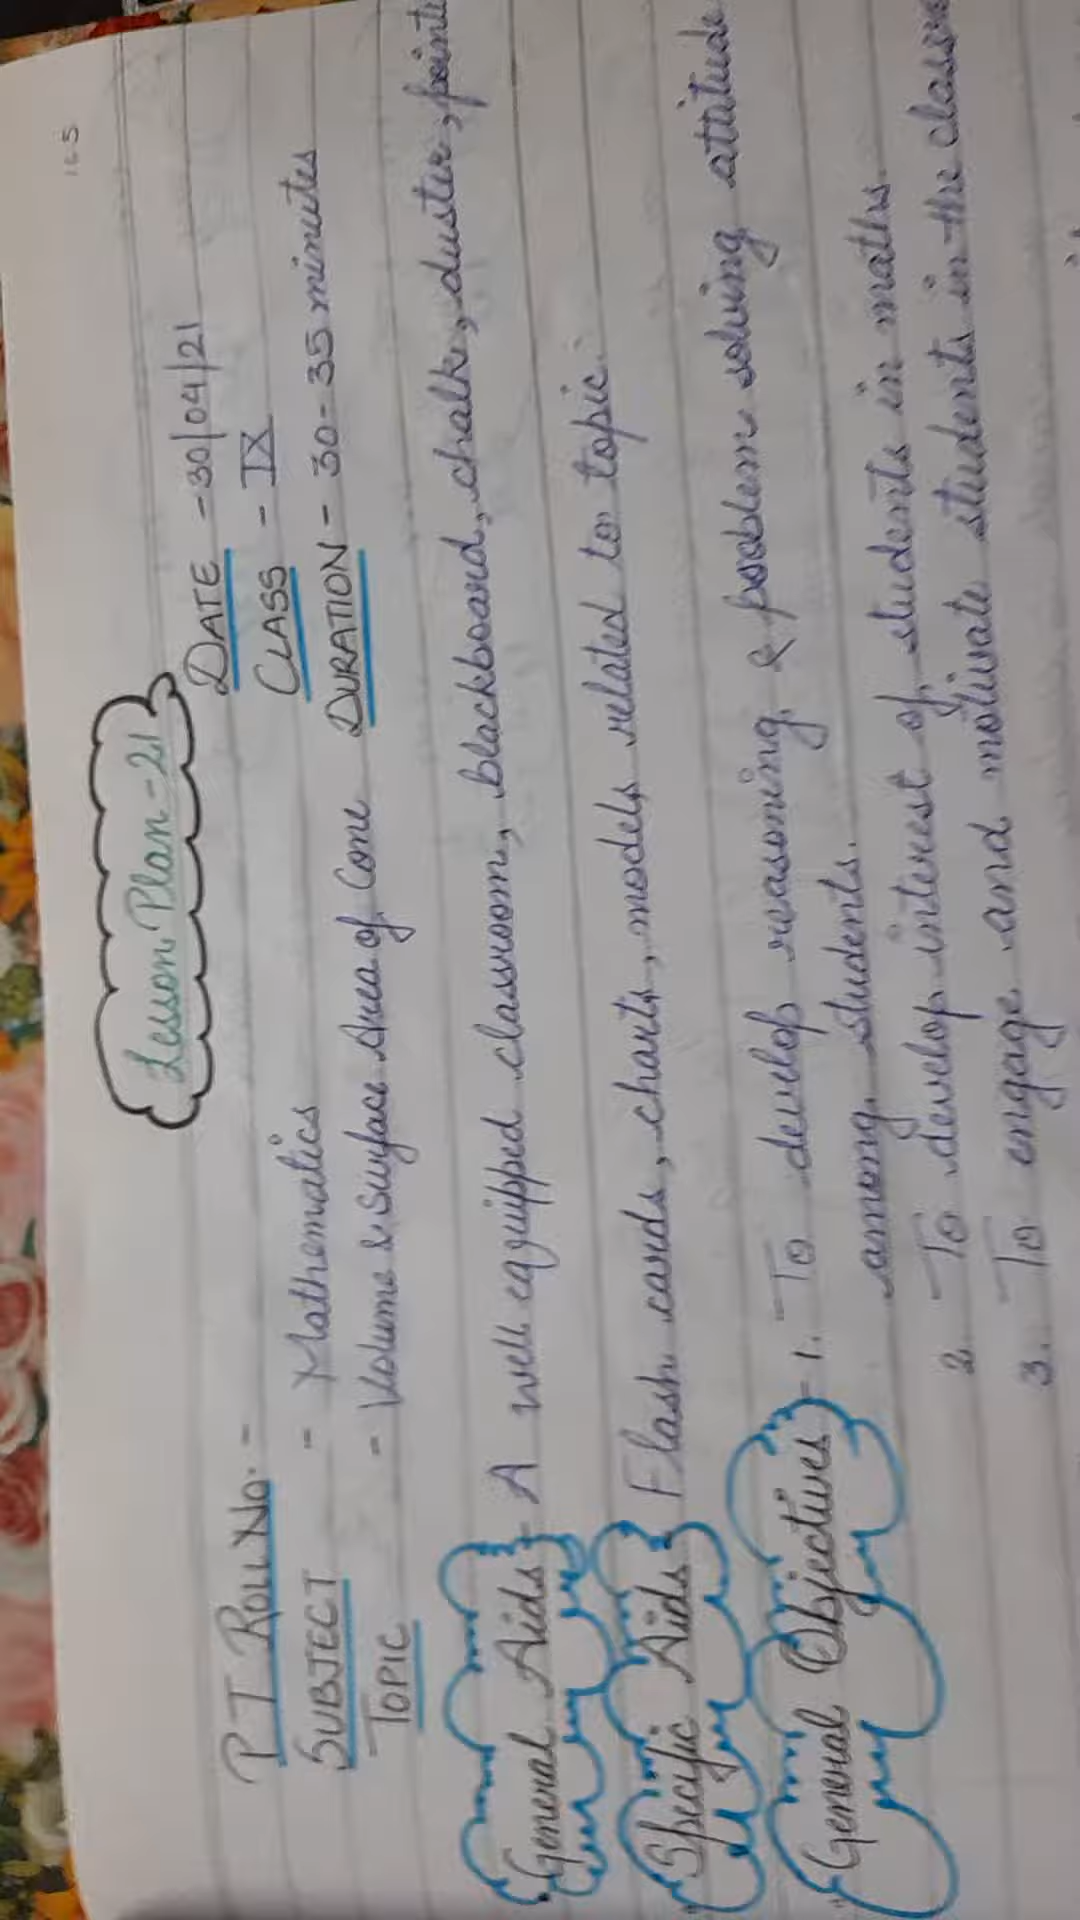 165
Lesson Plan - 21
PT ROLL NO. -
DATE - 30/04/21
SUBJECT - Mathematics
CLASS - IX
TOPIC - Volume & Surface Area of Cone
DURATION - 30-35 minutes
General Aids - A well equipped classroom, blackboard, chalk, duster,
Specific Aids Flash cards, charts, models related to topic.
General Objectives - 1. To develop reasoning & problem solving attitude
among students.
2. To develop interest of students in maths.
3. To engage and motivate students in the